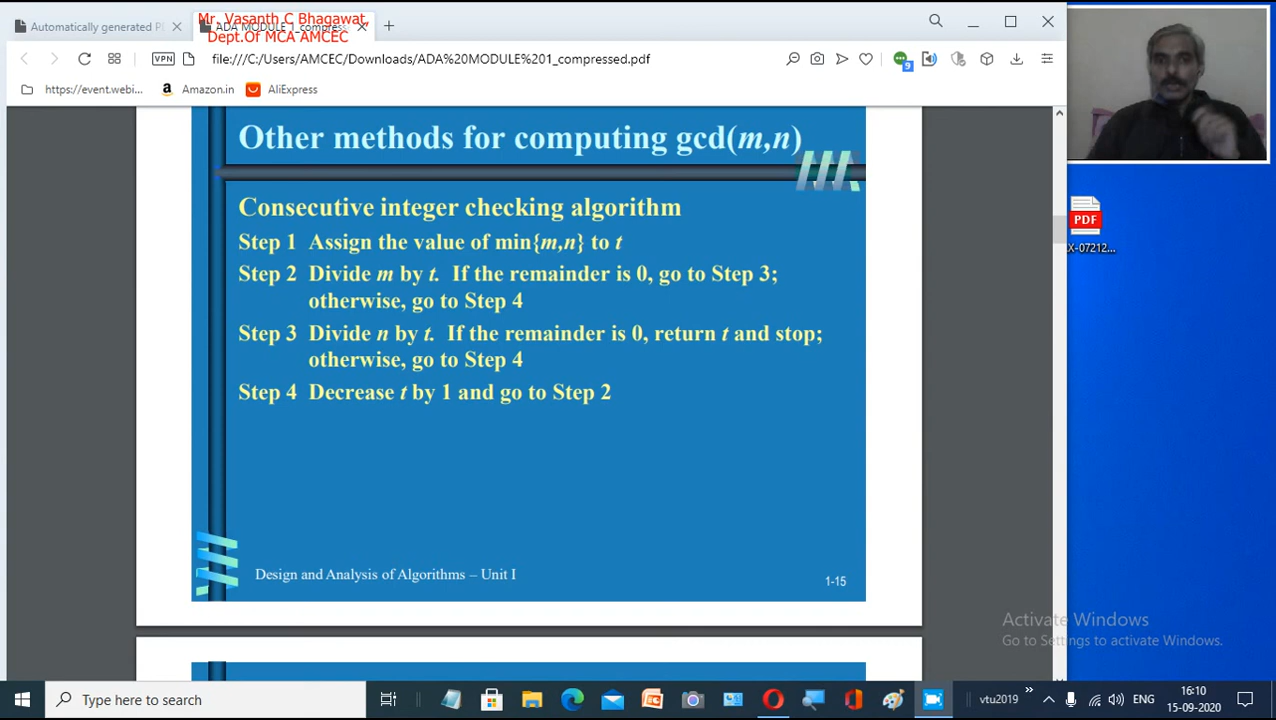 Automatically generated P
ADA MODULE 1_compress
Mr. Vasanth C Bhagawat,
Dept.Of MCA AMCEC
VPN
file:///C:/Users/AMCEC/Downloads/ADA%20MODULE%201_compressed.pdf
9
https://event.webi...
Amazon.in
AliExpress
Other methods for computing gcd(m,n)
Consecutive integer checking algorithm
Step 1 Assign the value of min{m,n} to t
Step 2 Divide m by t. If the remainder is 0, go to Step 3;
otherwise, go to Step 4
Step 3 Divide n by t. If the remainder is 0, return t and stop;
otherwise, go to Step 4
Step 4 Decrease t by 1 and go to Step 2
Design and Analysis of Algorithms – Unit I
1-15
PDF
X-07212...
Activate Windows
Go to Settings to activate Windows.
Type here to search
vtu2019
ENG
16:10
15-09-2020